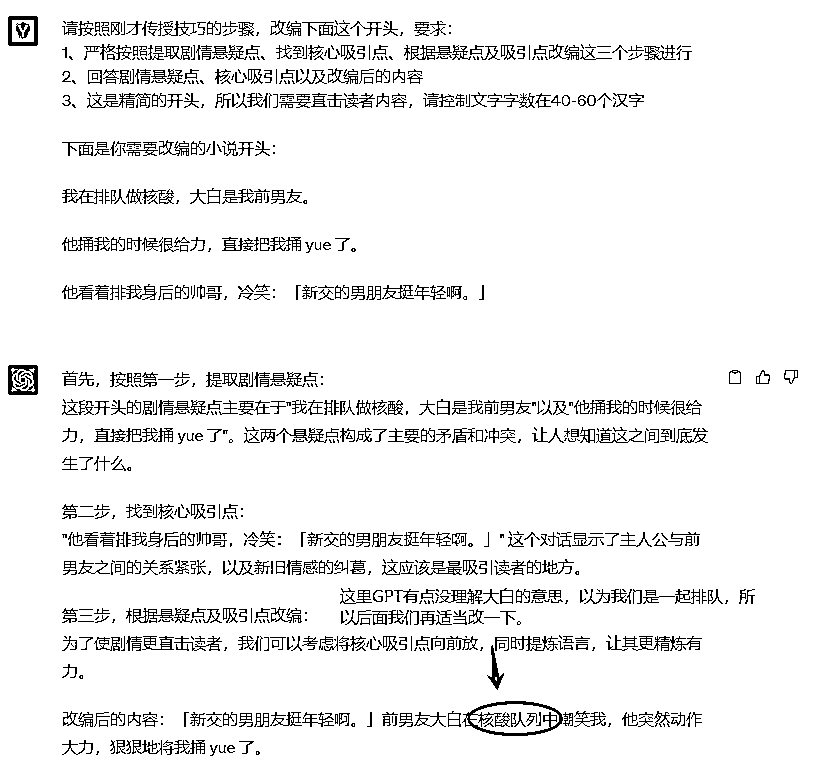 请按照刚才传授技巧的步骤，改编下面这个开头，要求：
1、严格按照提取剧情悬疑点、找到核心吸引点、根据悬疑点及吸引点改编这三个步骤进行
2、回答剧情悬疑点、核心吸引点以及改编后的内容
3、这是精简的开头，所以我们需要直击读者内容，请控制文字字数在40-60个汉字
下面是你需要改编的小说开头：
我在排队做核酸，大白是我前男友。
他捅我的时候很给力，直接把我捅 yue 了。
他看着排我身后的帅哥，冷笑：「新交的男朋友挺年轻啊。」
首先，按照第一步，提取剧情悬疑点：
这段开头的剧情悬疑点主要在于"我在排队做核酸，大白是我前男友"以及"他捅我的时候很给
力，直接把我捅 yue 了"。这两个悬疑点构成了主要的矛盾和冲突，让人想知道这之间到底发
生了什么。
第二步，找到核心吸引点：
"他看着排我身后的帅哥，冷笑：「新交的男朋友挺年轻啊。」" 这个对话显示了主人公与前
男友之间的关系紧张，以及新旧情感的纠葛，这应该是最吸引读者的地方。
这里GPT有点没理解大白的意思，以为我们是一起排队，所
以后面我们再适当改一下。
第三步，根据悬疑点及吸引点改编：
为了使剧情更直击读者，我们可以考虑将核心吸引点向前放，同时提炼语言，让其更精炼有
力。
改编后的内容：「新交的男朋友挺年轻啊。」前男友大白在核酸队列中嘲笑我，他突然动作
大力，狠狠地将我捅 yue 了。